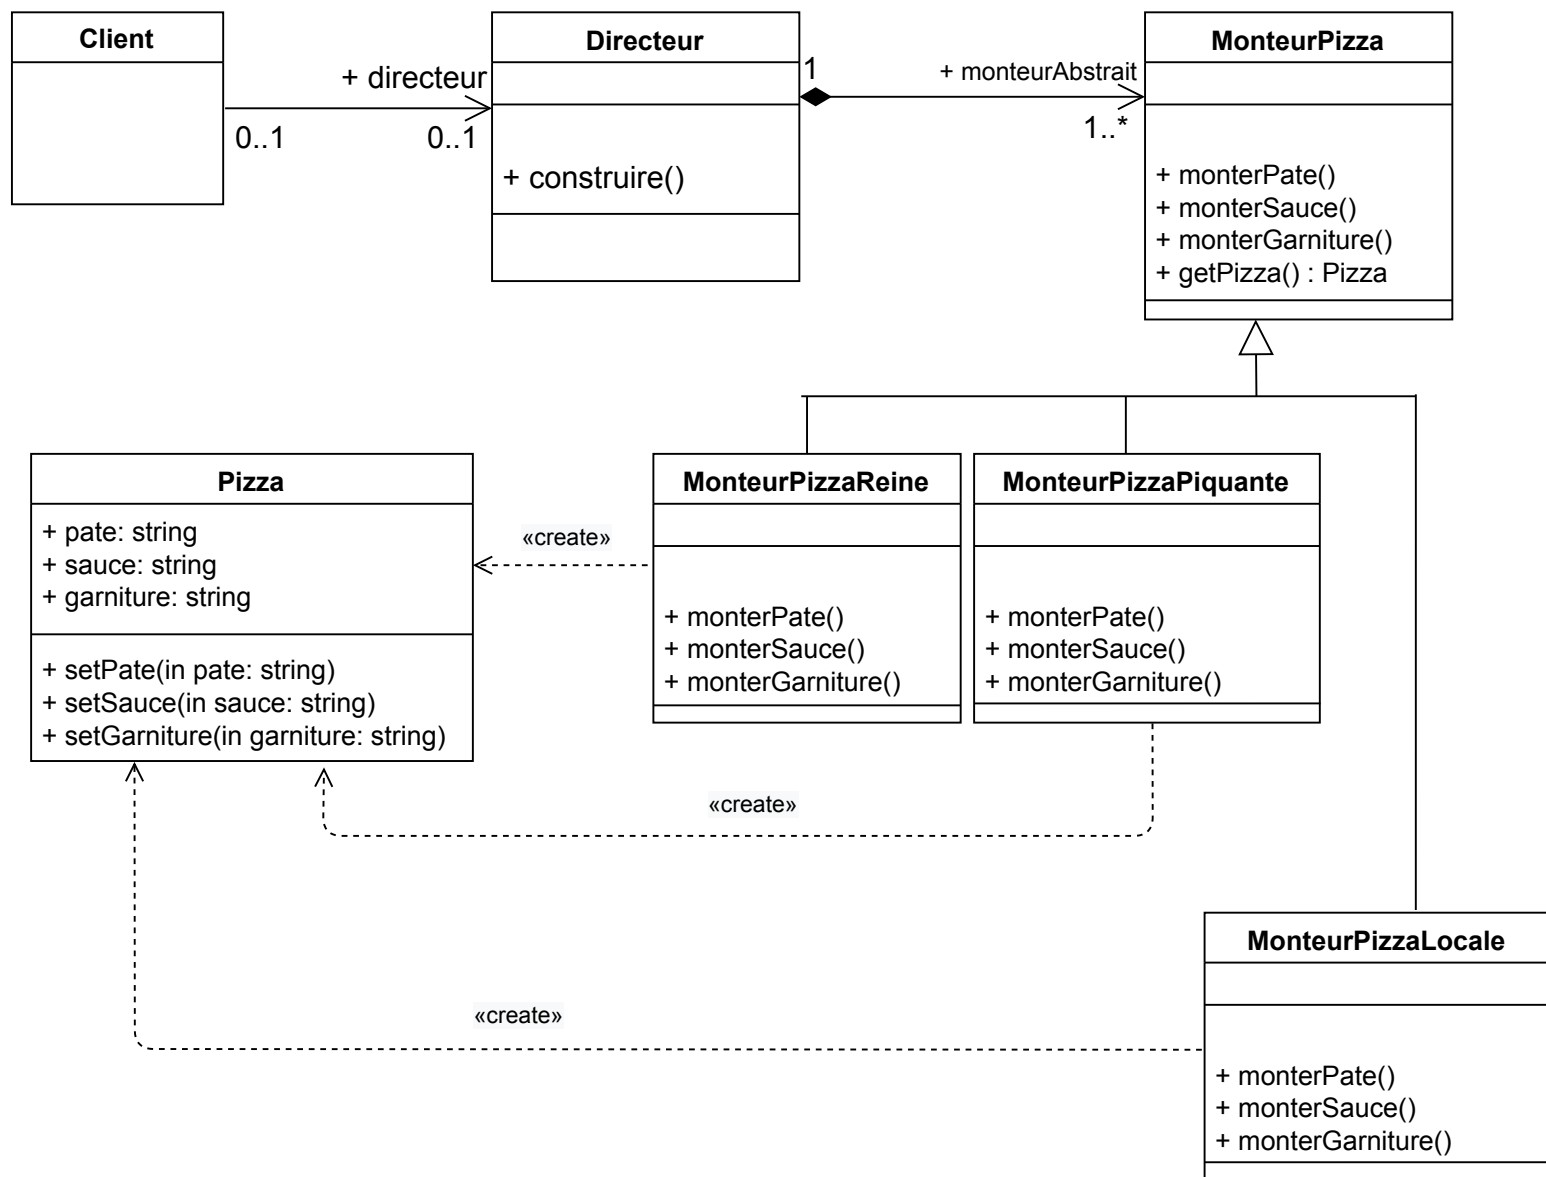 Client
+ directeur
0..1
0..1
Directeur
+ construire()
1
+ monteurAbstrait
1..*
MonteurPizza
+ monterPate()
+ monterSauce()
+ monterGarniture()
+ getPizza() : Pizza
Pizza
+ pate: string
+ sauce: string
+ garniture: string
+ setPate(in pate: string)
+ setSauce(in sauce: string)
+ setGarniture(in garniture: string)
«create»
MonteurPizzaReine
+ monterPate()
+ monterSauce()
+ monterGarniture()
MonteurPizzaPiquante
+ monterPate()
+ monterSauce()
+ monterGarniture()
«create»
«create»
MonteurPizzaLocale
+ monterPate()
+ monterSauce()
+ monterGarniture()